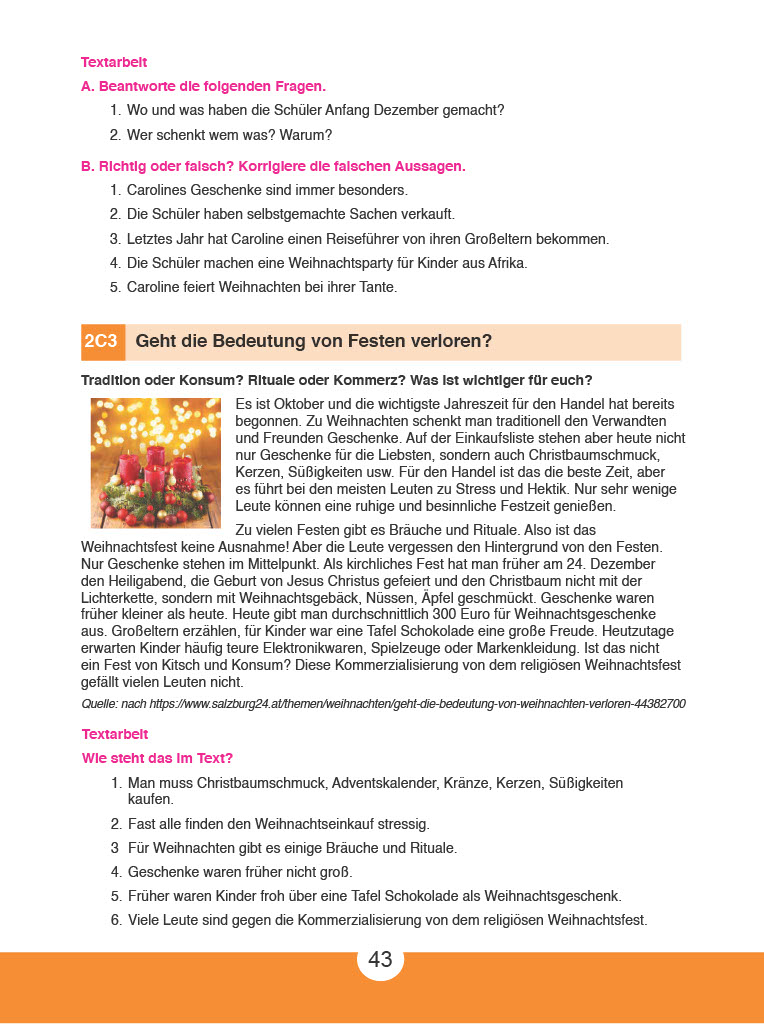 Textarbeit
A. Beantworte die folgenden Fragen.
1. Wo und was haben die Schüler Anfang Dezember gemacht?
2. Wer schenkt wem was? Warum?
B. Richtig oder falsch? Korrigiere die falschen Aussagen.
1. Carolines Geschenke sind immer besonders.
2. Die Schüler haben selbstgemachte Sachen verkauft.
3. Letztes Jahr hat Caroline einen Reiseführer von ihren Großeltern bekommen.
4. Die Schüler machen eine Weihnachtsparty für Kinder aus Afrika.
5. Caroline feiert Weihnachten bei ihrer Tante.
2C3 Geht die Bedeutung von Festen verloren?
Tradition oder Konsum? Rituale oder Kommerz? Was ist wichtiger für euch?
Es ist Oktober und die wichtigste Jahreszeit für den Handel hat bereits
begonnen. Zu Weihnachten schenkt man traditionell den Verwandten
und Freunden Geschenke. Auf der Einkaufsliste stehen aber heute nicht
nur Geschenke für die Liebsten, sondern auch Christbaumschmuck,
Kerzen, Süßigkeiten usw. Für den Handel ist das die beste Zeit, aber
es führt bei den meisten Leuten zu Stress und Hektik. Nur sehr wenige
Leute können eine ruhige und besinnliche Festzeit genießen.
Zu vielen Festen gibt es Bräuche und Rituale. Also ist das
Weihnachtsfest keine Ausnahme! Aber die Leute vergessen den Hintergrund von den Festen.
Nur Geschenke stehen im Mittelpunkt. Als kirchliches Fest hat man früher am 24. Dezember
den Heiligabend, die Geburt von Jesus Christus gefeiert und den Christbaum nicht mit der
Lichterkette, sondern mit Weihnachtsgebäck, Nüssen, Äpfel geschmückt. Geschenke waren
früher kleiner als heute. Heute gibt man durchschnittlich 300 Euro für Weihnachtsgeschenke
aus. Großeltern erzählen, für Kinder war eine Tafel Schokolade eine große Freude. Heutzutage
erwarten Kinder häufig teure Elektronikwaren, Spielzeuge oder Markenkleidung. Ist das nicht
ein Fest von Kitsch und Konsum? Diese Kommerzialisierung von dem religiösen Weihnachtsfest
gefällt vielen Leuten nicht.
Quelle: nach https://www.salzburg24.at/themen/weihnachten/geht-die-bedeutung-von-weihnachten-verloren-44382700
Textarbeit
Wie steht das im Text?
1. Man muss Christbaumschmuck, Adventskalender, Kränze, Kerzen, Süßigkeiten
kaufen.
2. Fast alle finden den Weihnachtseinkauf stressig.
3 Für Weihnachten gibt es einige Bräuche und Rituale.
4. Geschenke waren früher nicht groß.
5. Früher waren Kinder froh über eine Tafel Schokolade als Weihnachtsgeschenk.
6. Viele Leute sind gegen die Kommerzialisierung von dem religiösen Weihnachtsfest.
43